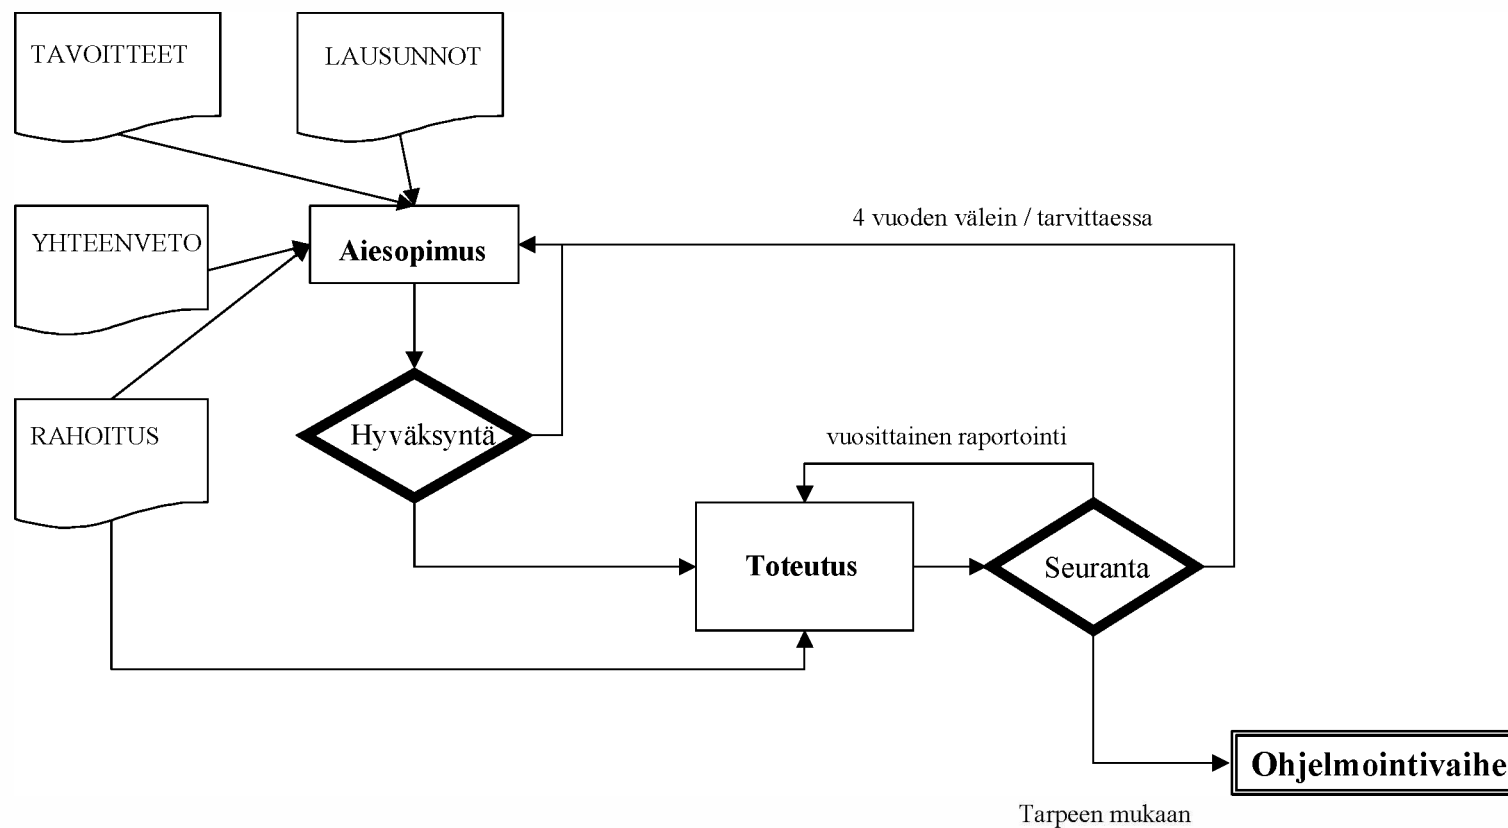 TAVOITTEET
LAUSUNNOT
YHTEENVETO
Aiesopimus
4 vuoden välein / tarvittaessa
RAHOITUS
Hyväksyntä
vuosittainen raportointi
Toteutus
Seuranta
Ohjelmointivaihe
Tarpeen mukaan